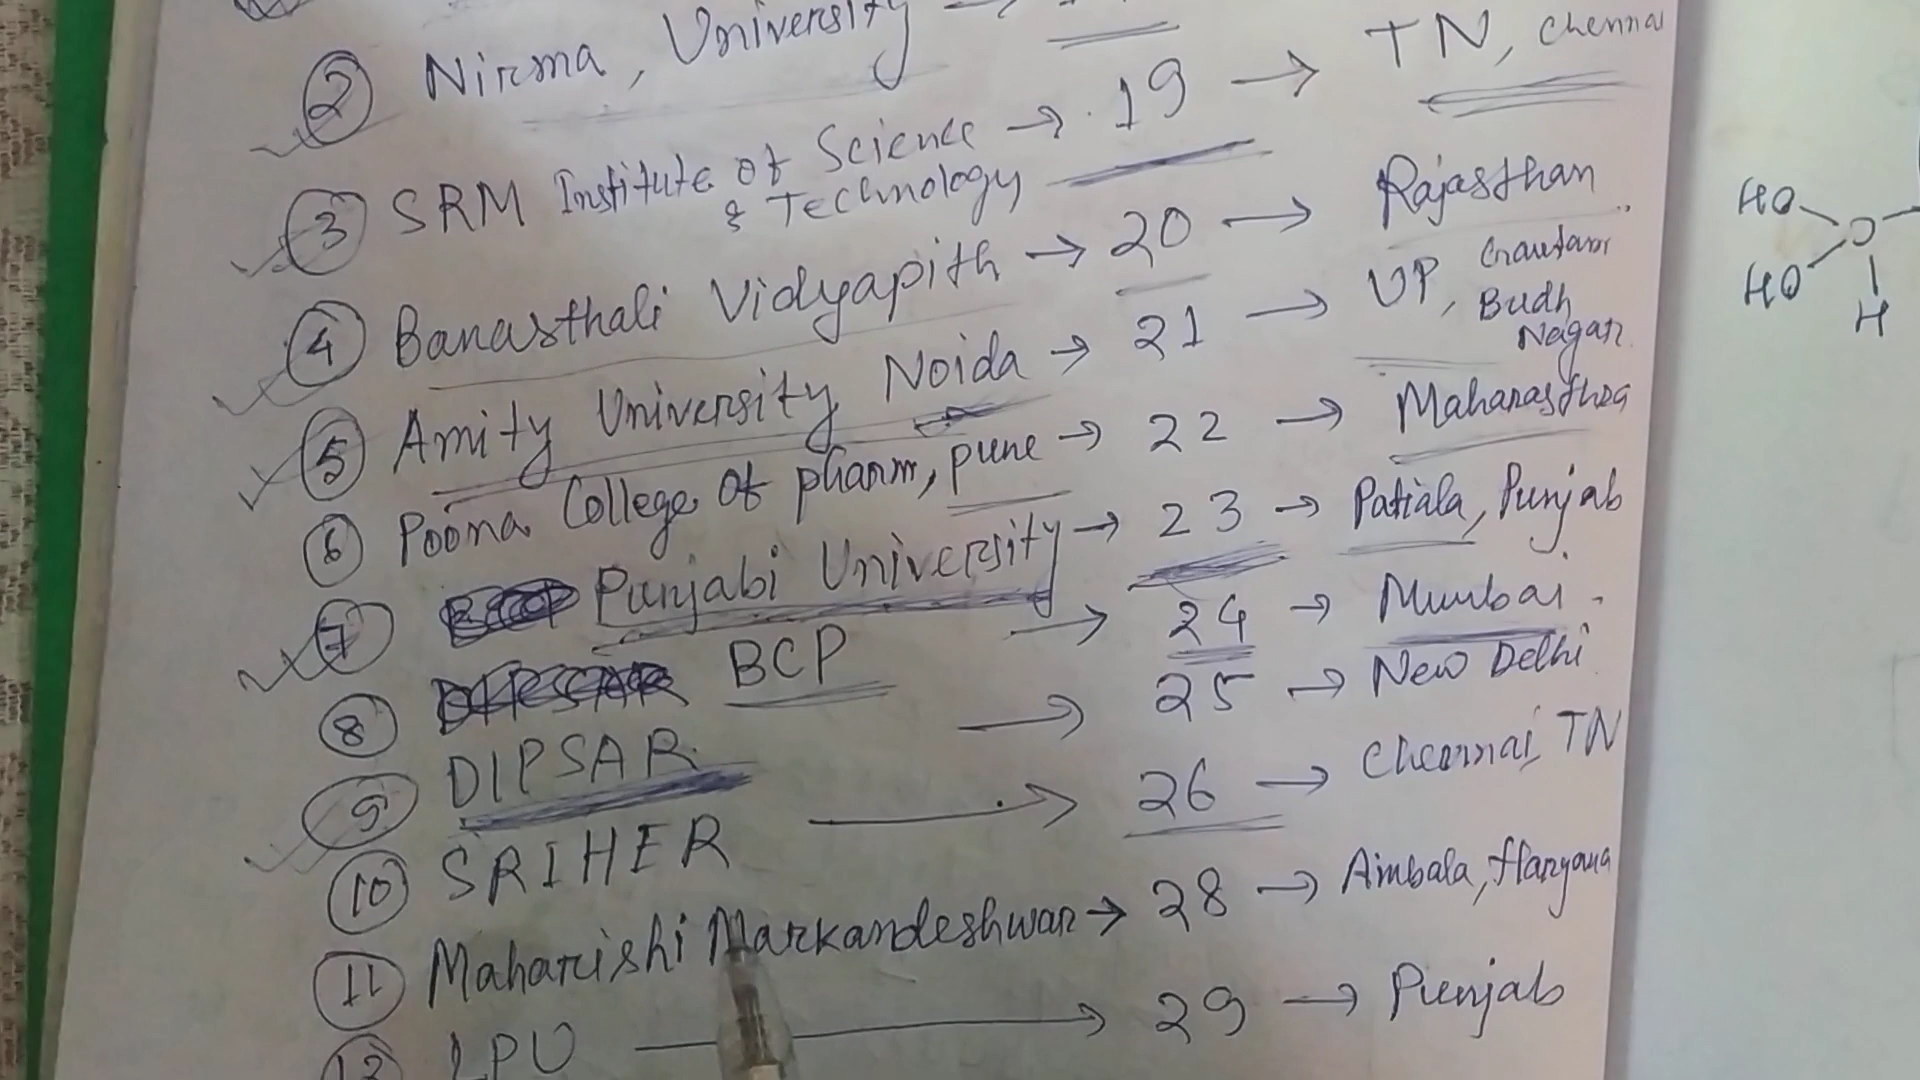 ② Nirma, University →
③ SRM Institute of Science & Technology → 19 → TN, Chennai
④ Banasthali Vidyapith → 20 → Rajasthan
⑤ Amity University Noida → 21 → UP, Gautam Budh Nagar
⑥ Poona College of pharm, pune → 22 → Maharasthra
⑦ Punjabi University → 23 → Patiala, Punjab
⑧ BCP → 24 → Mumbai
⑨ DIPSAR → 25 → New Delhi
⑩ SRIHER → 26 → Chennai, TN
⑪ Maharishi Markandeshwar → 28 → Ambala, Haryana
⑫ LPU → 29 → Punjab
HO
HO
H